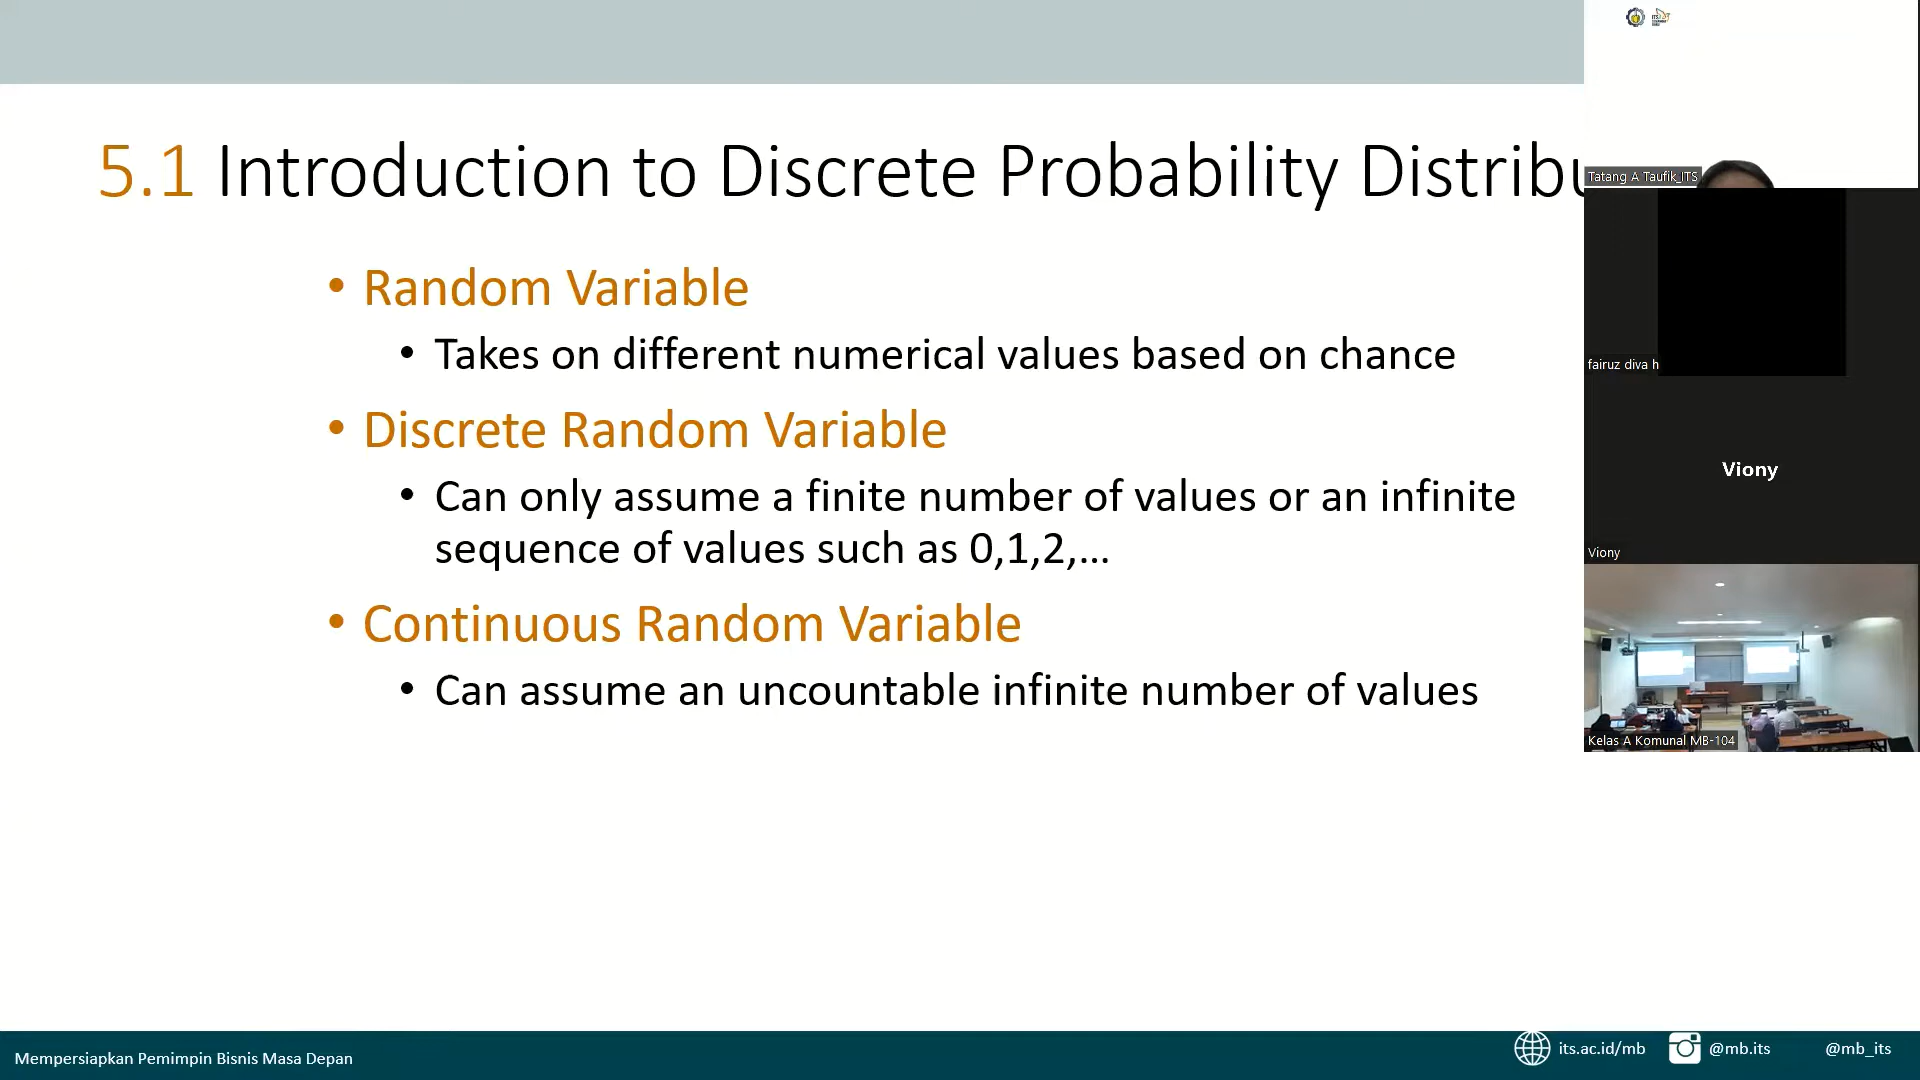 5.1 Introduction to Discrete Probability Distribu
• Random Variable
• Takes on different numerical values based on chance
• Discrete Random Variable
• Can only assume a finite number of values or an infinite
sequence of values such as 0,1,2,...
• Continuous Random Variable
• Can assume an uncountable infinite number of values
Tatang A Taufik_ITS
fairuz diva h
Viony
Viony
Kelas A Komunal MB-104
Mempersiapkan Pemimpin Bisnis Masa Depan
its.ac.id/mb
@mb.its
@mb_its